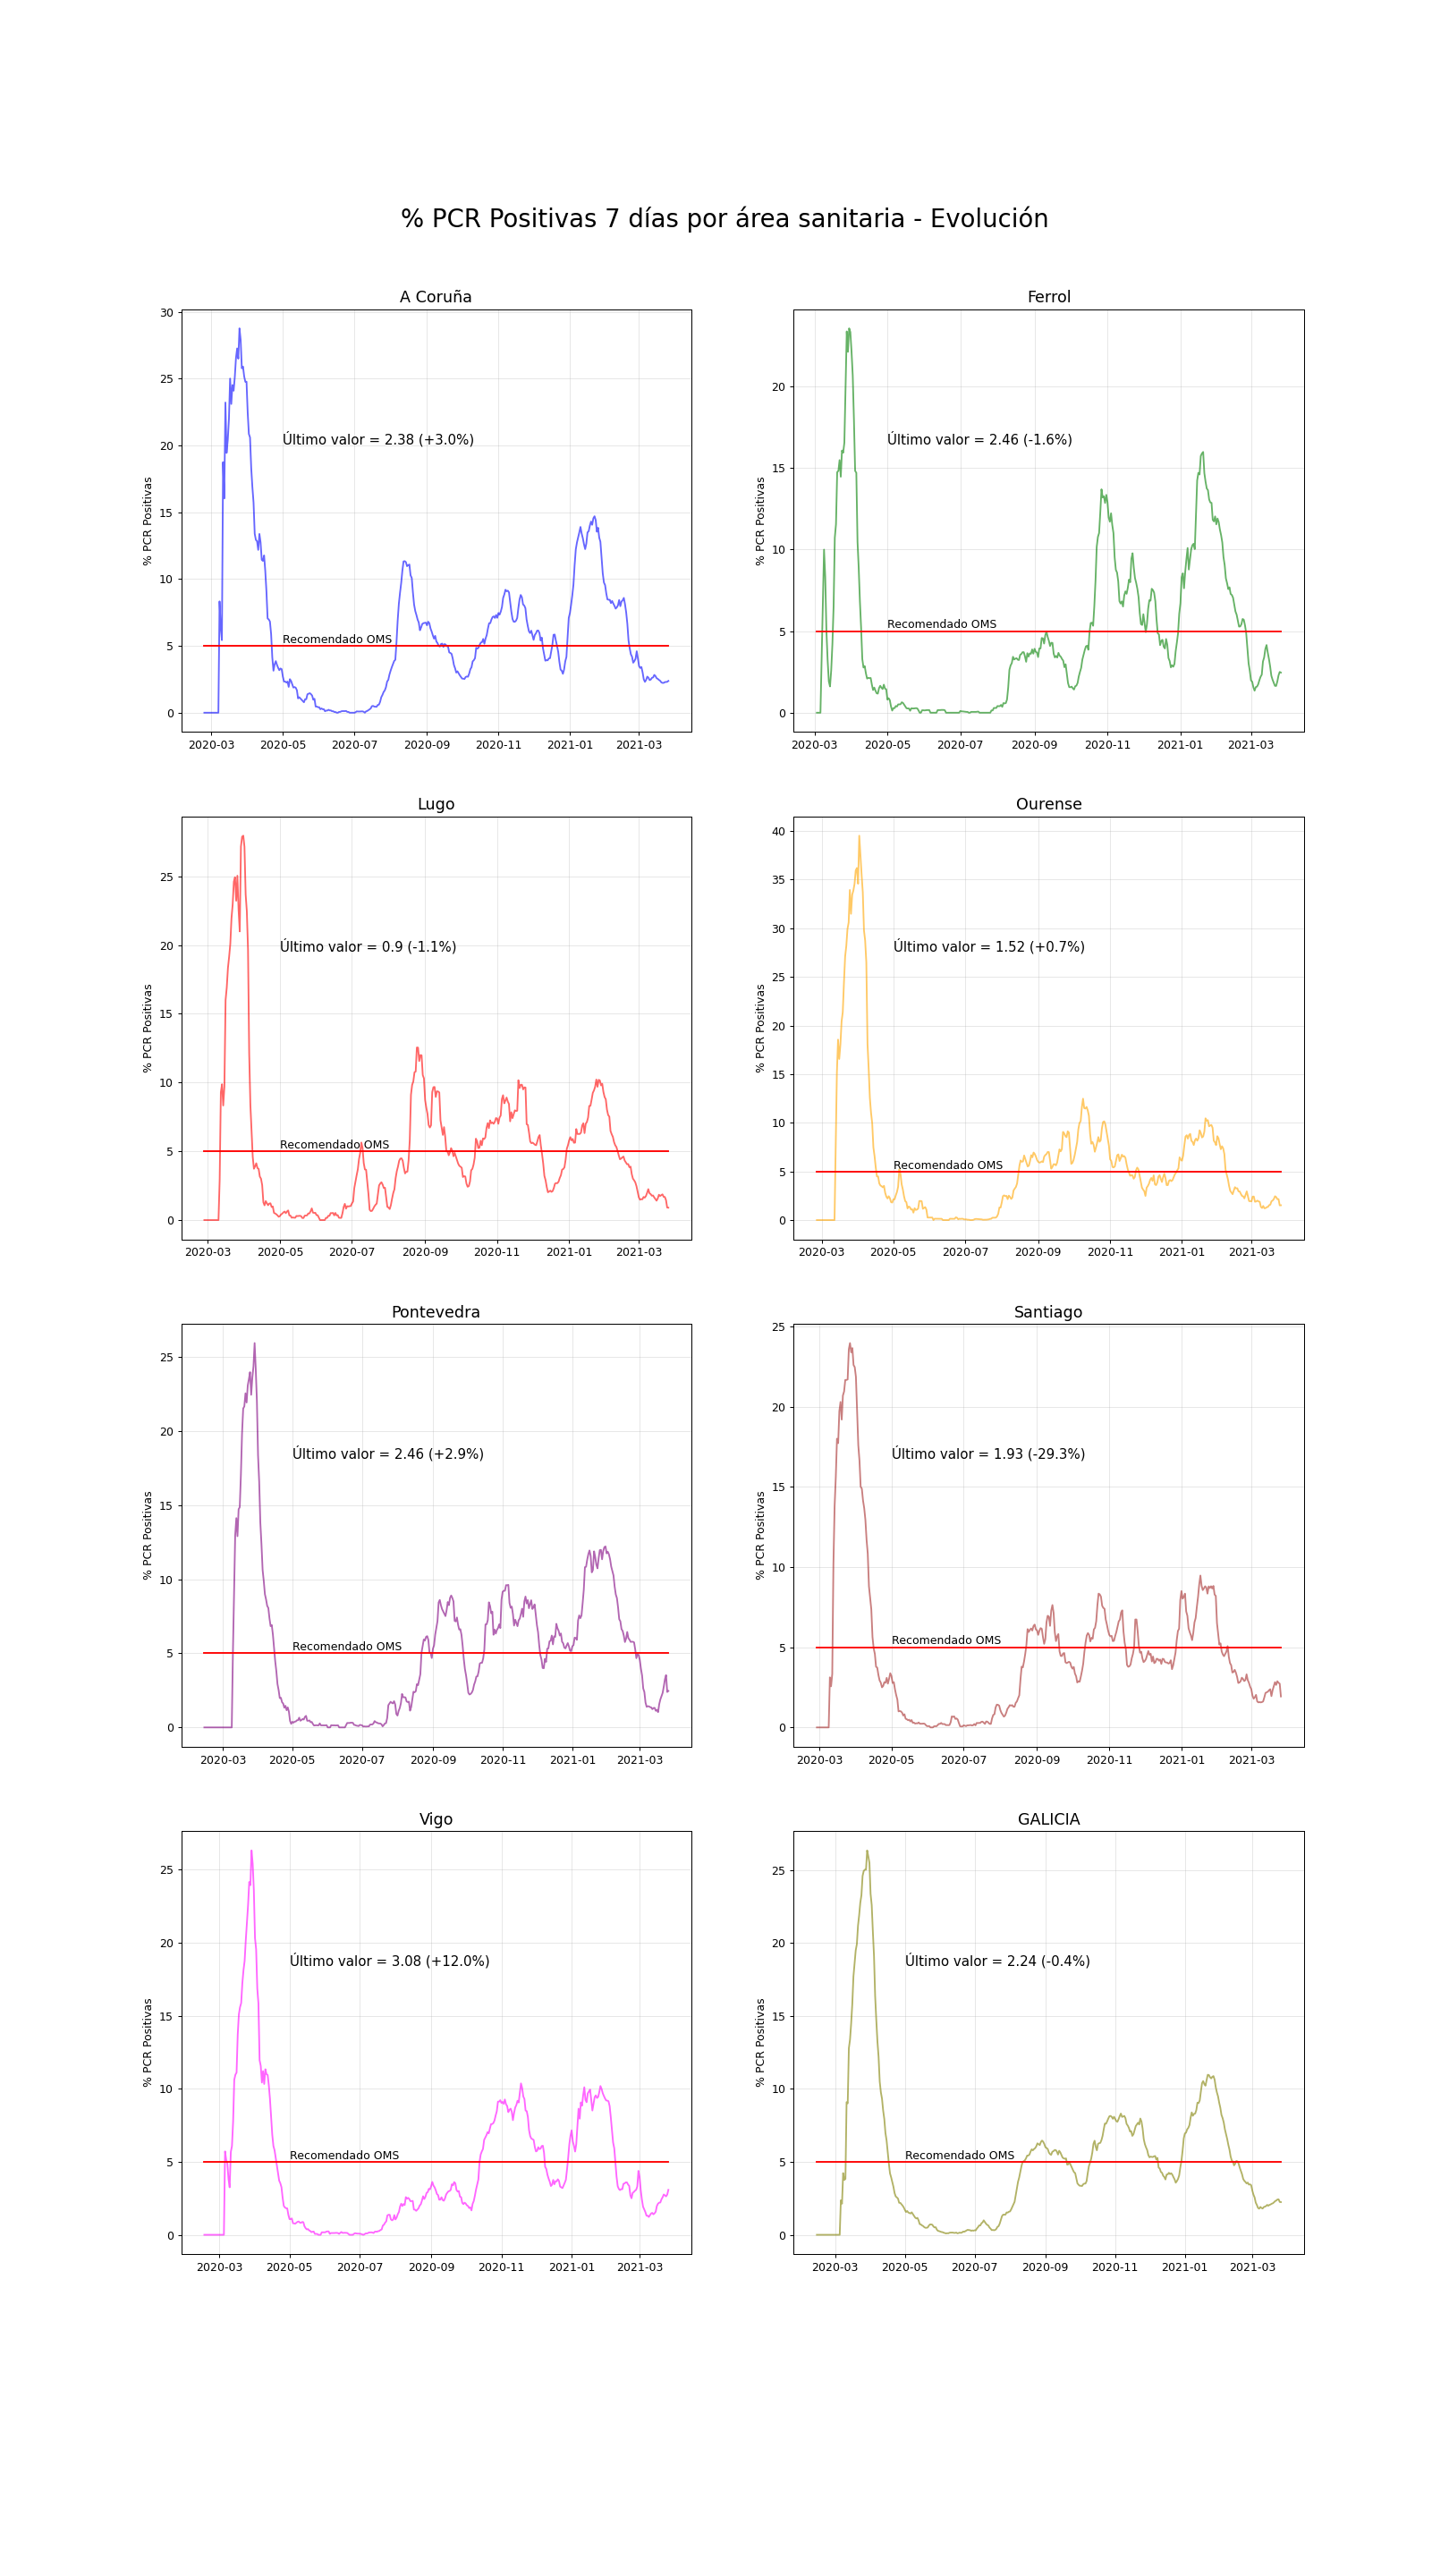 % PCR Positivas 7 días por área sanitaria - Evolución
A Coruña
30
25
20
15
10
5
0
% PCR Positivas
Último valor = 2.38 (+3.0%)
Recomendado OMS
2020-03 2020-05 2020-07 2020-09 2020-11 2021-01 2021-03
Ferrol
20
15
10
5
0
% PCR Positivas
Último valor = 2.46 (-1.6%)
Recomendado OMS
2020-03 2020-05 2020-07 2020-09 2020-11 2021-01 2021-03
Lugo
25
20
15
10
5
0
% PCR Positivas
Último valor = 0.9 (-1.1%)
Recomendado OMS
2020-03 2020-05 2020-07 2020-09 2020-11 2021-01 2021-03
Ourense
40
35
30
25
20
15
10
5
0
% PCR Positivas
Último valor = 1.52 (+0.7%)
Recomendado OMS
2020-03 2020-05 2020-07 2020-09 2020-11 2021-01 2021-03
Pontevedra
25
20
15
10
5
0
% PCR Positivas
Último valor = 2.46 (+2.9%)
Recomendado OMS
2020-03 2020-05 2020-07 2020-09 2020-11 2021-01 2021-03
Santiago
25
20
15
10
5
0
% PCR Positivas
Último valor = 1.93 (-29.3%)
Recomendado OMS
2020-03 2020-05 2020-07 2020-09 2020-11 2021-01 2021-03
Vigo
25
20
15
10
5
0
% PCR Positivas
Último valor = 3.08 (+12.0%)
Recomendado OMS
2020-03 2020-05 2020-07 2020-09 2020-11 2021-01 2021-03
GALICIA
25
20
15
10
5
0
% PCR Positivas
Último valor = 2.24 (-0.4%)
Recomendado OMS
2020-03 2020-05 2020-07 2020-09 2020-11 2021-01 2021-03